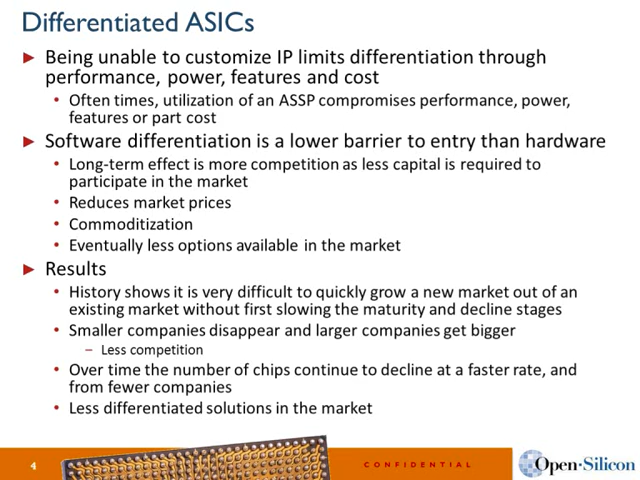 Differentiated ASICs
► Being unable to customize IP limits differentiation through
performance, power, features and cost
• Often times, utilization of an ASSP compromises performance, power,
features or part cost
► Software differentiation is a lower barrier to entry than hardware
• Long-term effect is more competition as less capital is required to
participate in the market
• Reduces market prices
• Commoditization
• Eventually less options available in the market
► Results
• History shows it is very difficult to quickly grow a new market out of an
existing market without first slowing the maturity and decline stages
• Smaller companies disappear and larger companies get bigger
– Less competition
• Over time the number of chips continue to decline at a faster rate, and
from fewer companies
• Less differentiated solutions in the market
4
CONFIDENTIAL
Open-Silicon